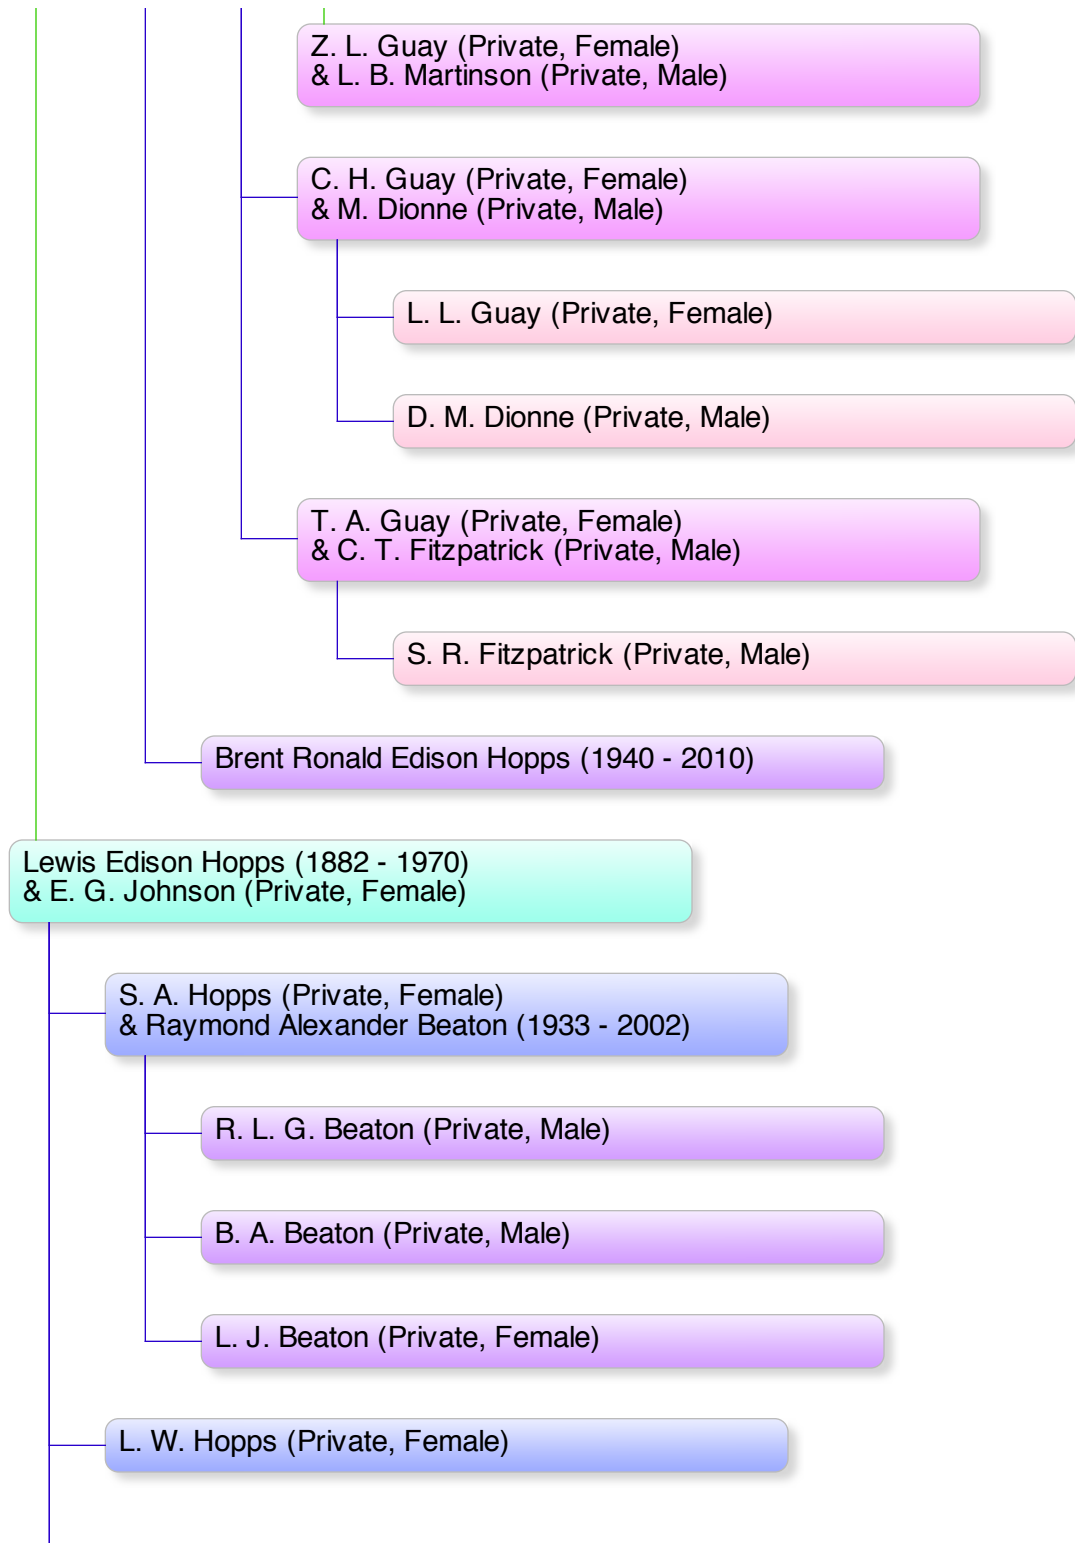 Z. L. Guay (Private, Female)
& L. B. Martinson (Private, Male)
C. H. Guay (Private, Female)
& M. Dionne (Private, Male)
L. L. Guay (Private, Female)
D. M. Dionne (Private, Male)
T. A. Guay (Private, Female)
& C. T. Fitzpatrick (Private, Male)
S. R. Fitzpatrick (Private, Male)
Brent Ronald Edison Hopps (1940 - 2010)
Lewis Edison Hopps (1882 - 1970)
& E. G. Johnson (Private, Female)
S. A. Hopps (Private, Female)
& Raymond Alexander Beaton (1933 - 2002)
R. L. G. Beaton (Private, Male)
B. A. Beaton (Private, Male)
L. J. Beaton (Private, Female)
L. W. Hopps (Private, Female)